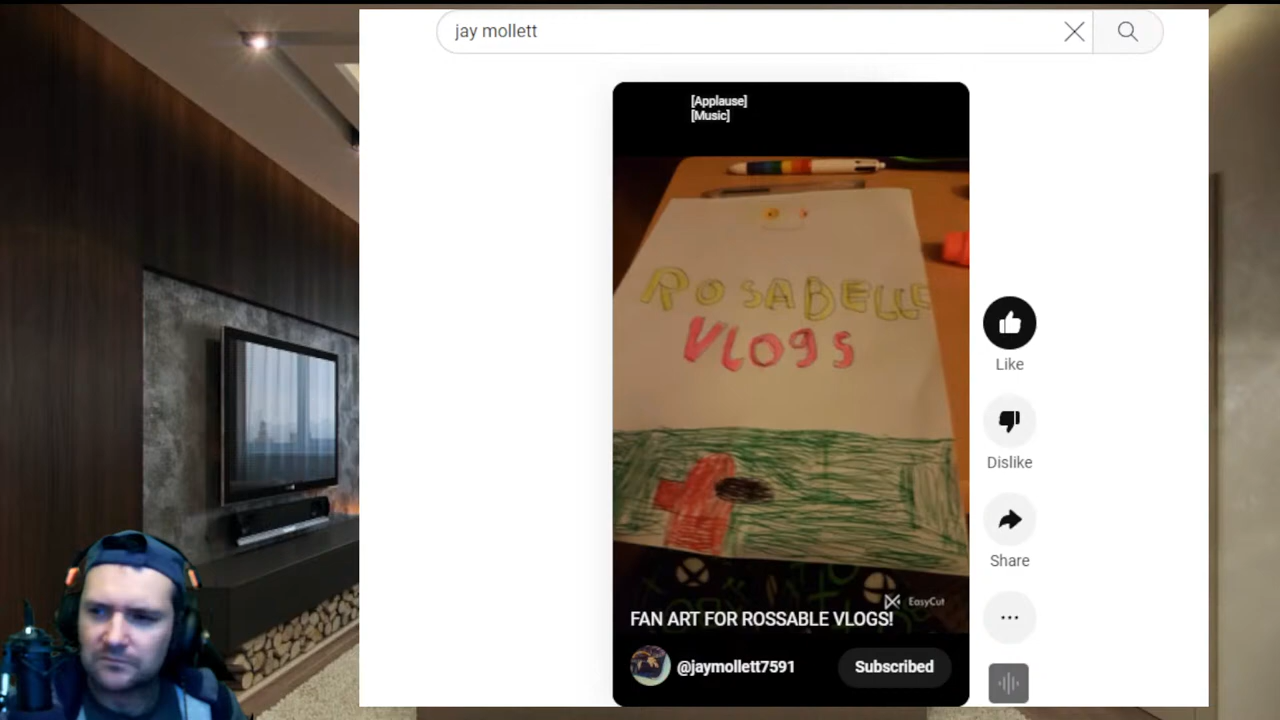 jay mollett
[Applause]
[Music]
ROSABELLE
VLOgS
EasyCut
FAN ART FOR ROSSABLE VLOGS!
@jaymollett7591
Subscribed
Like
Dislike
Share